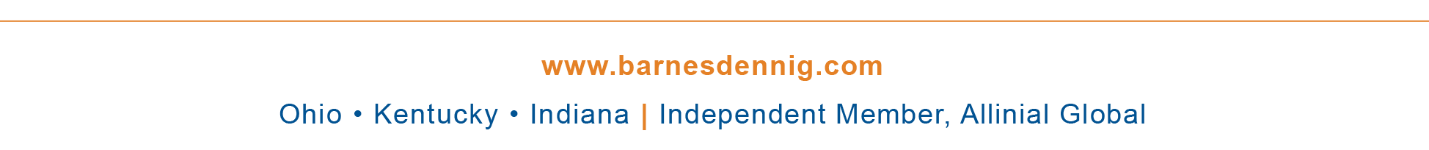 www.barnesdennig.com
Ohio • Kentucky • Indiana | Independent Member, Allinial Global